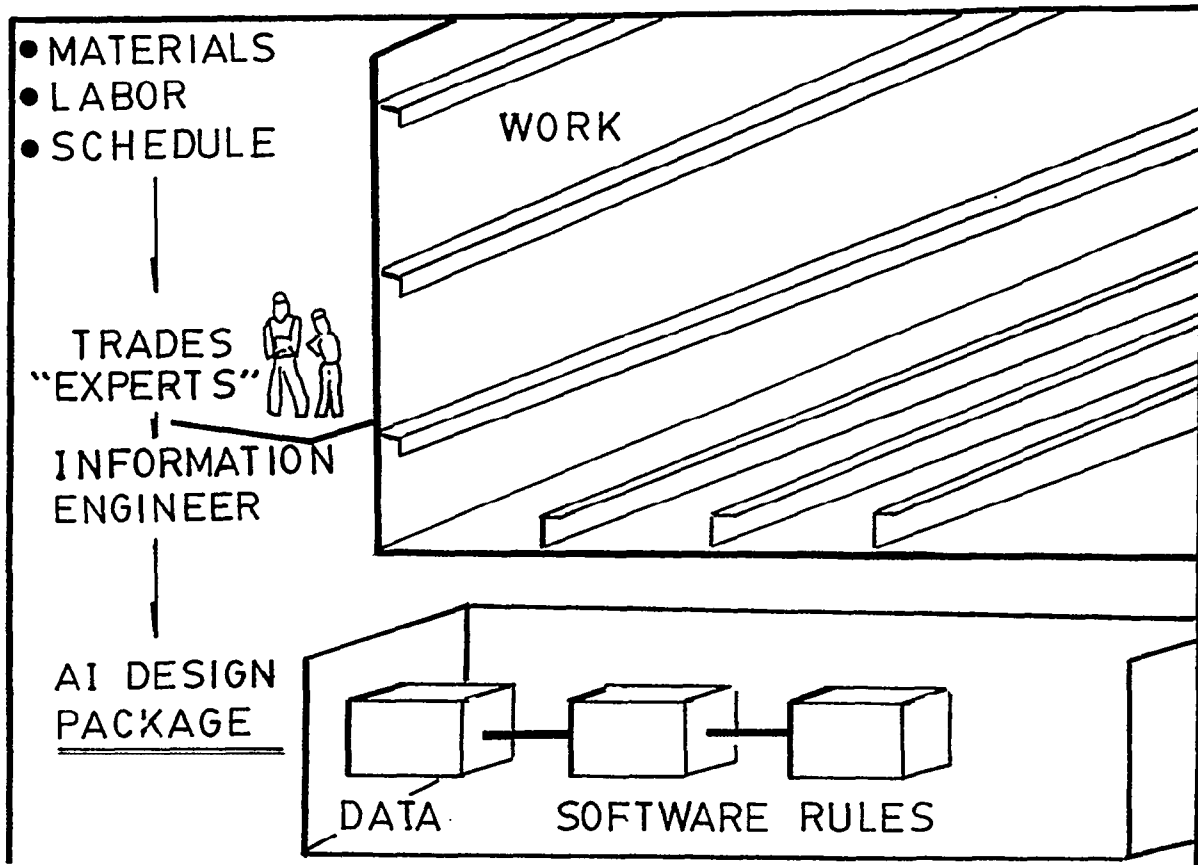 • MATERIALS
• LABOR
• SCHEDULE
WORK
TRADES
"EXPERTS"
INFORMATION
ENGINEER
AI DESIGN
PACKAGE
DATA
SOFTWARE RULES